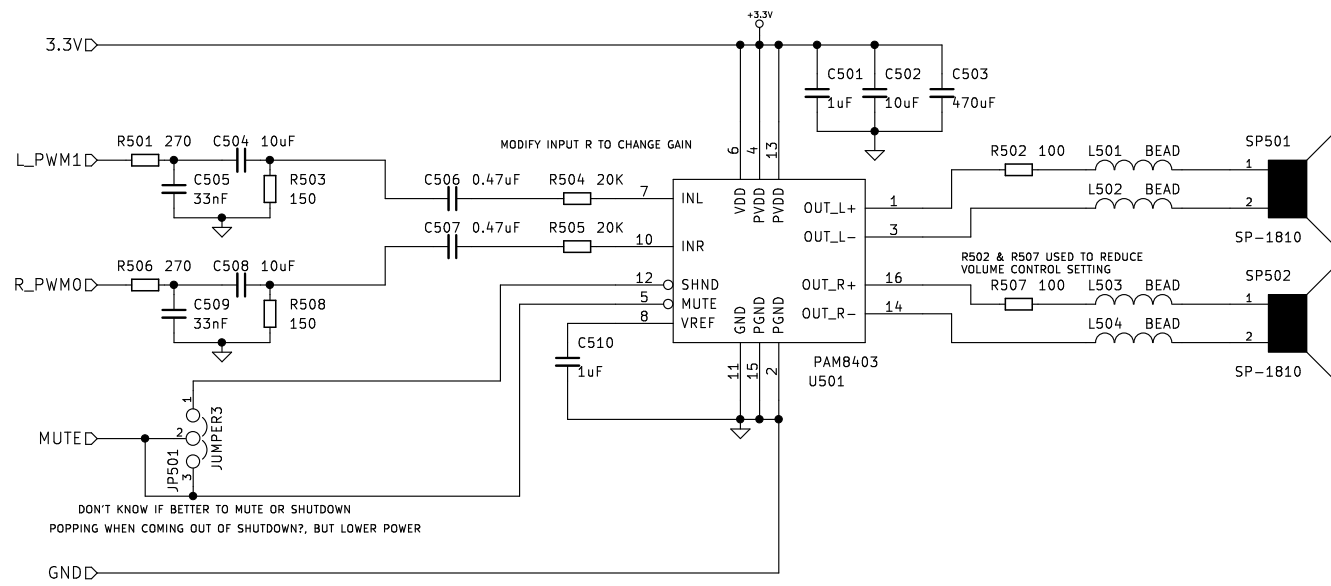 +3.3V
3.3V
C501
1uF
C502
10uF
C503
470uF
R501 270
C504 10uF
L_PWM1
C505
33nF
R503
150
MODIFY INPUT R TO CHANGE GAIN
C506 0.47uF
R504 20K
7
INL
6
4
13
VDD
PVDD
PVDD
OUT_L+
1
OUT_L-
3
R502 100
L501 BEAD
L502 BEAD
SP501
1
2
SP-1810
C507 0.47uF
R505 20K
10
INR
R506 270
C508 10uF
R_PWM0
C509
33nF
R508
150
12
SHND
5
MUTE
8
VREF
GND
PGND
PGND
OUT_R+
16
OUT_R-
14
R502 & R507 USED TO REDUCE
VOLUME CONTROL SETTING
R507 100
L503 BEAD
L504 BEAD
SP502
1
2
SP-1810
C510
1uF
11
15
2
PAM8403
U501
MUTE
1
2
3
JP501
JUMPER3
DON'T KNOW IF BETTER TO MUTE OR SHUTDOWN
POPPING WHEN COMING OUT OF SHUTDOWN?, BUT LOWER POWER
GND